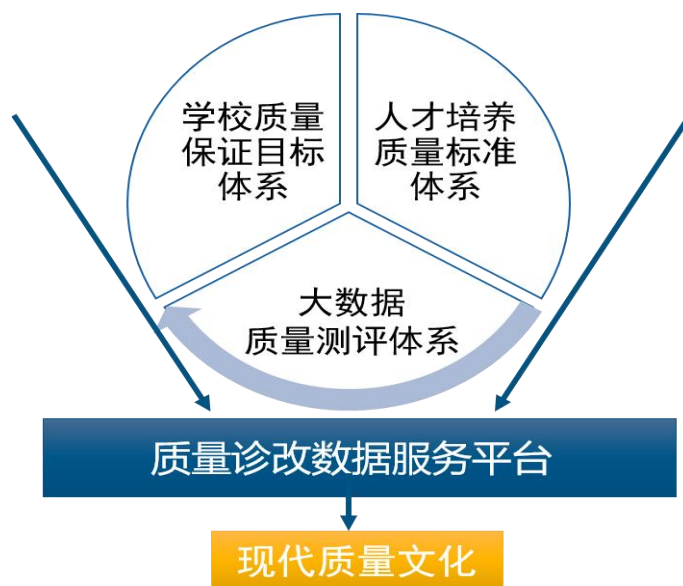 学校质量
保证目标
体系
人才培养
质量标准
体系
大数据
质量测评体系
质量诊改数据服务平台
现代质量文化